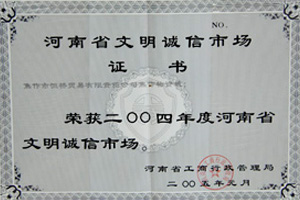 NO.
河南省文明诚信市场
证 书
荣获二〇〇四年度河南省
文明诚信市场。
河南省工商行政管理局
二〇〇五年元月